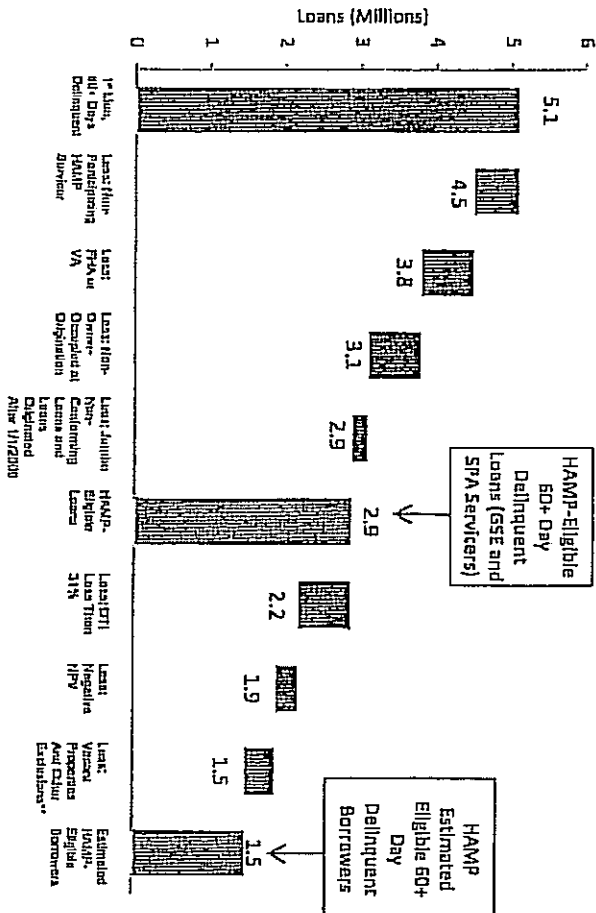 Loans (Millions)
6
5
4
3
2
1
0
5.1
4.5
3.8
3.1
2.9
2.9
2.2
1.9
1.5
1.5
HAMP-Eligible
60+ Day
Delinquent
Loans (GSE and
SPA Servicers)
HAMP
Estimated
Eligible 60+
Day
Delinquent
Borrowers
60+ Days
Delinquent
Participating
HAMP
Servicer
Less:
FHA or
VA
Less: Non-
Owner-
Occupied at
Origination
Less: Jumbo
Non-
Conforming
Loans and
Loans
Originated
After 1/1/2009
HAMP-
Eligible
Loans
Less: DTI
Less Than
31%
Less:
Negative
NPV
Less:
Vacant
Properties
And Other
Exclusions**
Estimated
HAMP-
Eligible
Borrowers